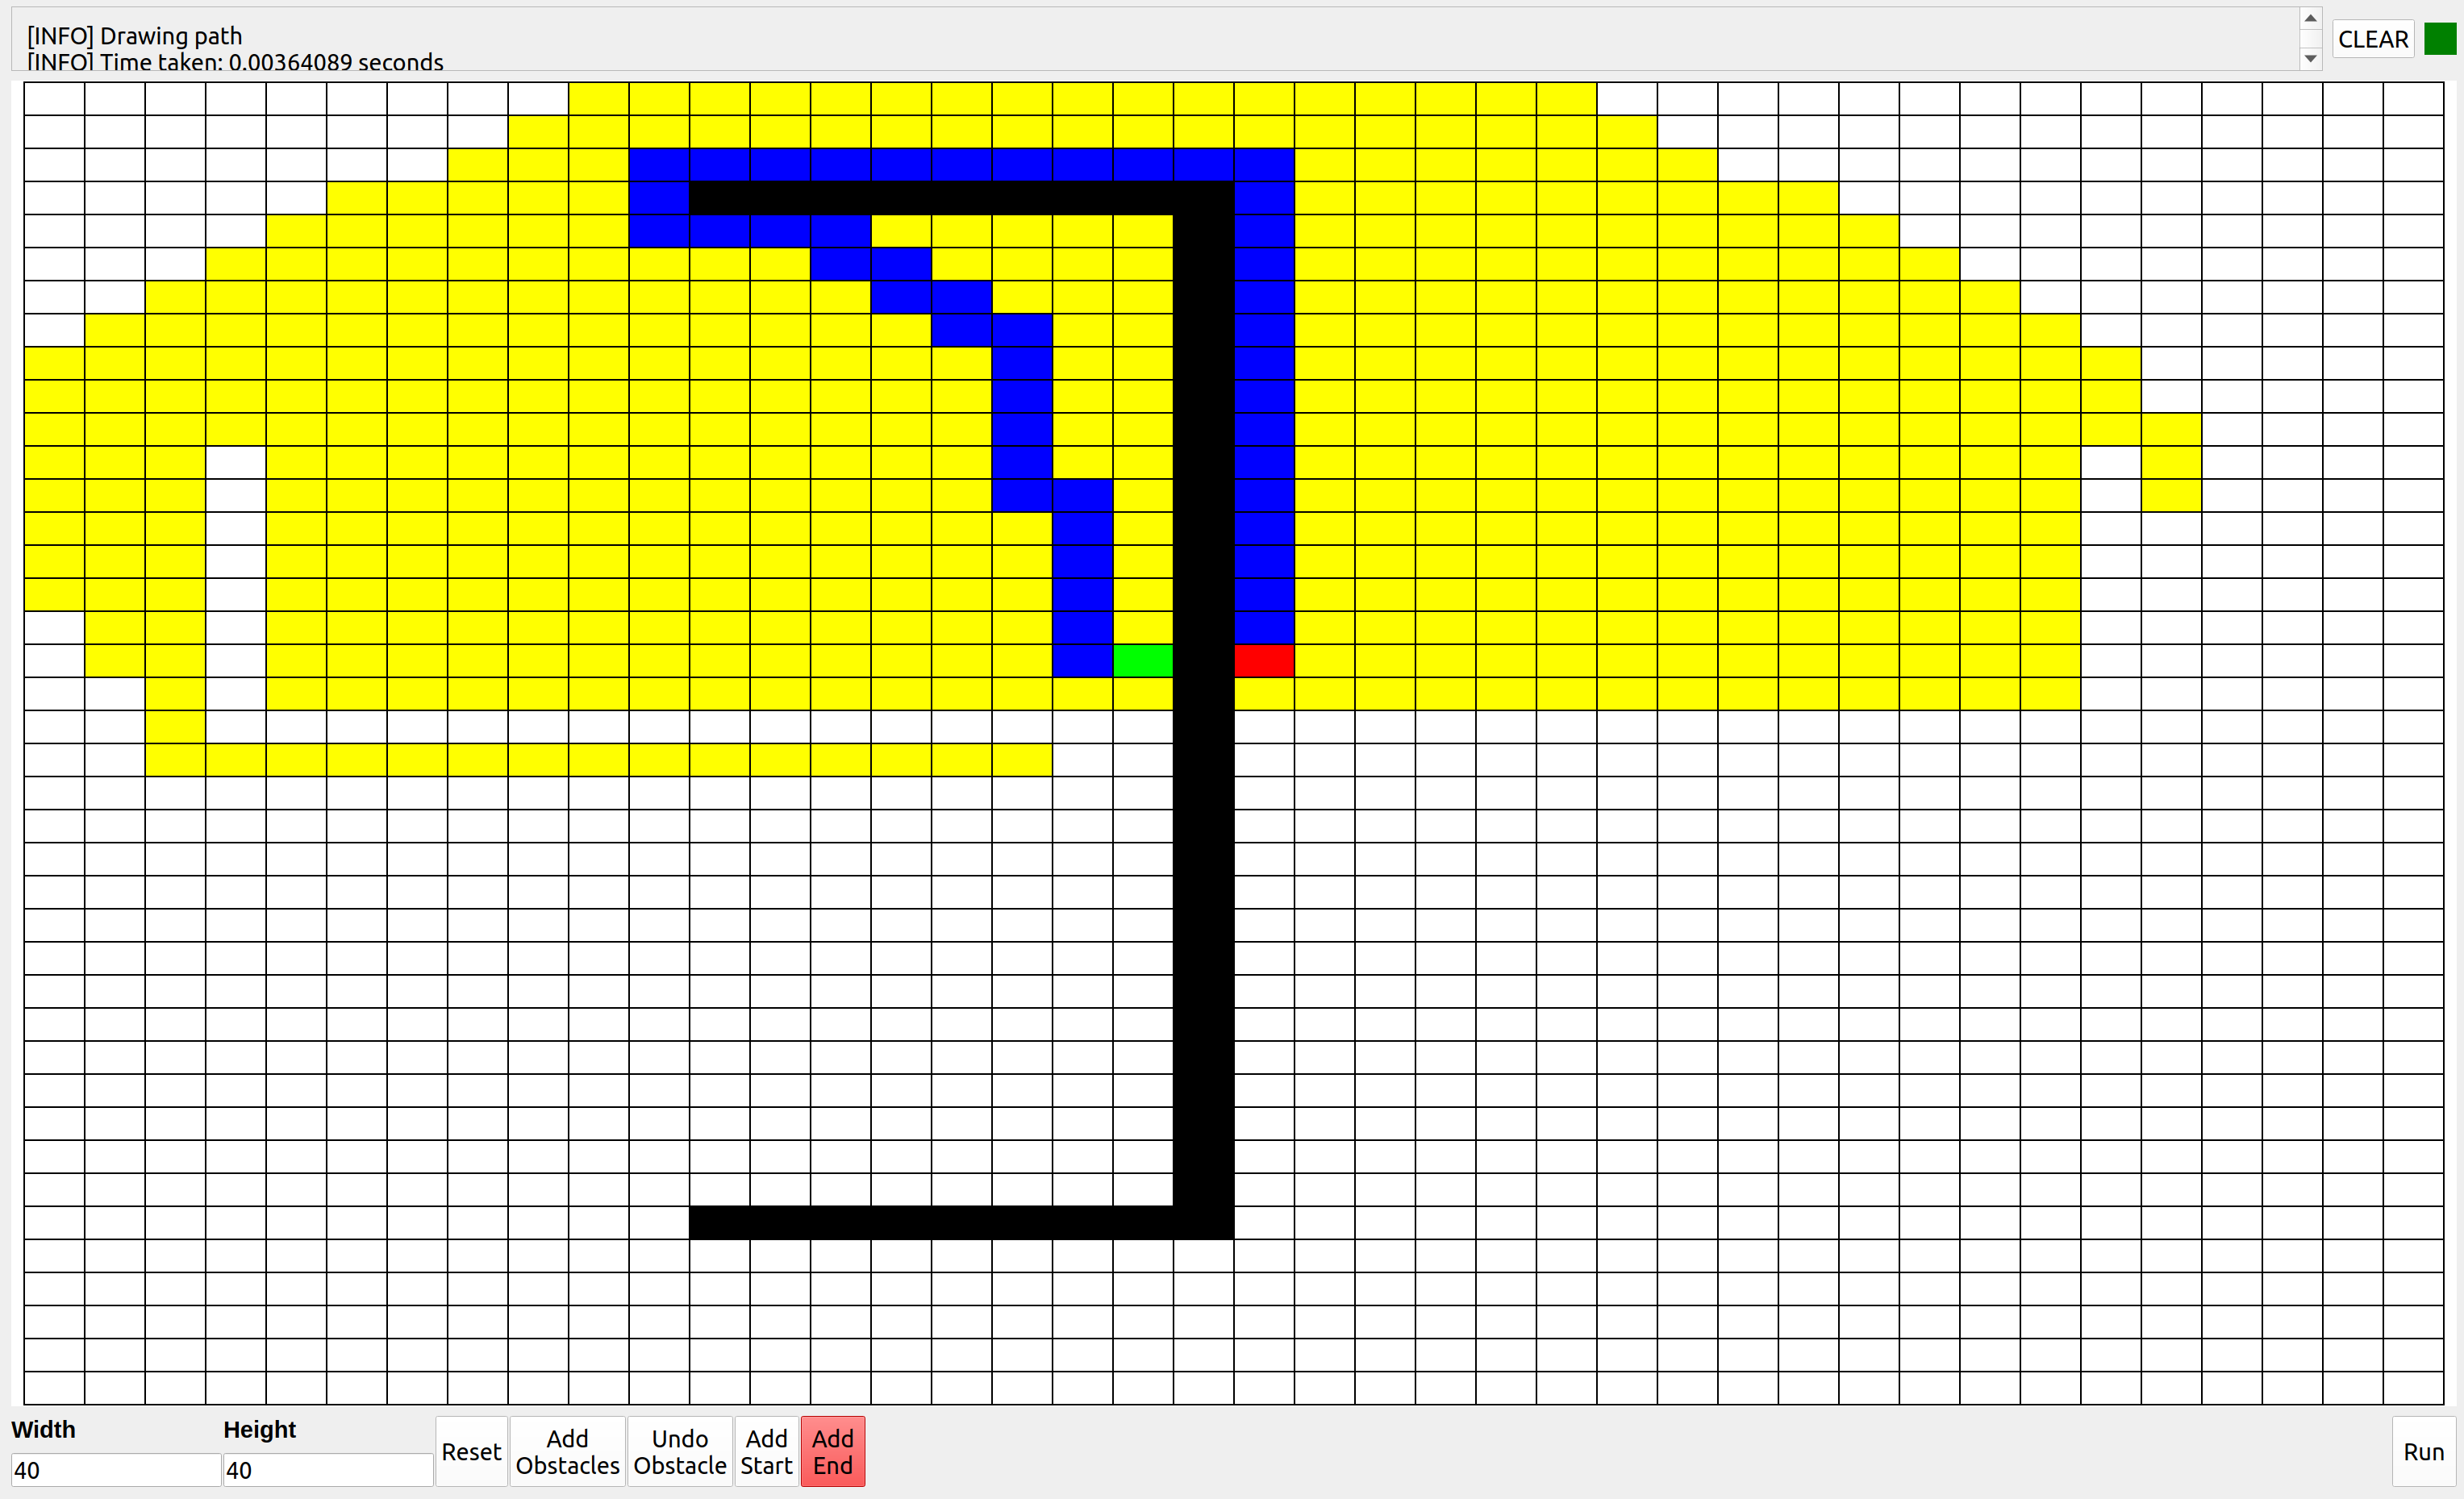 [INFO] Drawing path
[INFO] Time taken: 0.00364089 seconds
CLEAR
Width
Height
40
40
Reset
Add
Obstacles
Undo
Obstacle
Add
Start
Add
End
Run